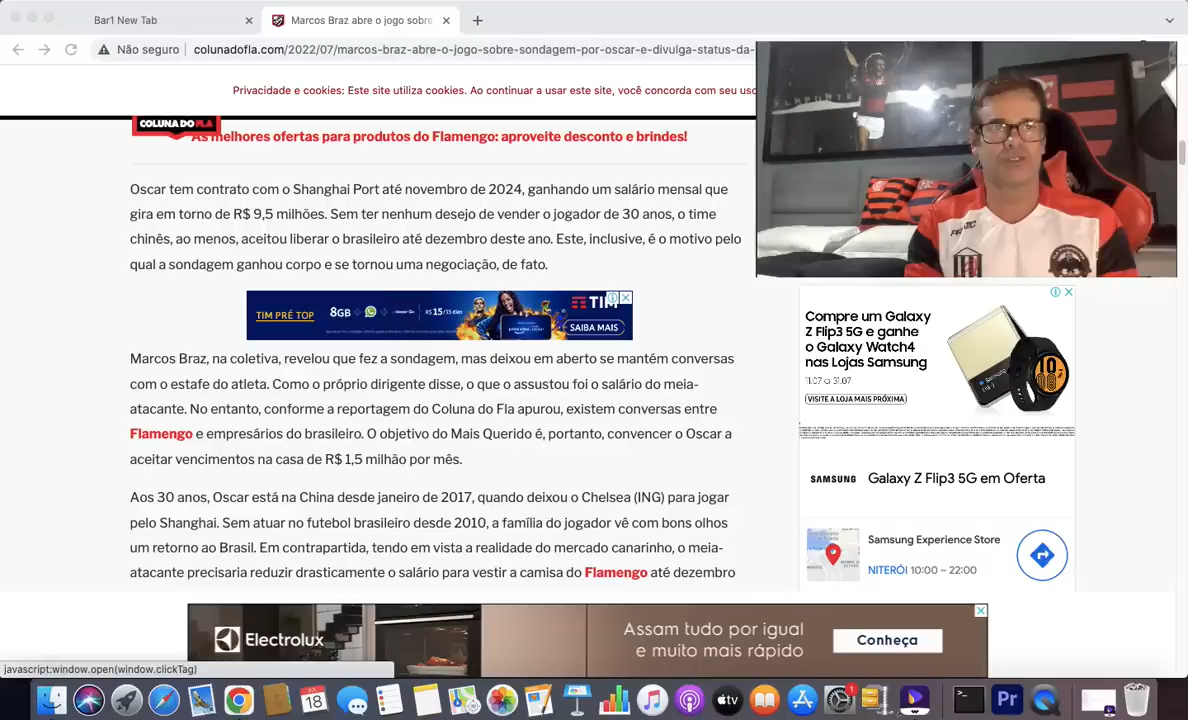 Bar1 New Tab
Marcos Braz abre o jogo sobre
Não seguro
colunadofla.com/2022/07/marcos-braz-abre-o-jogo-sobre-sondagem-por-oscar-e-divulga-status-da-
Privacidade e cookies: Este site utiliza cookies. Ao continuar a usar este site, você concorda com seu uso
COLUNA DO FLA
As melhores ofertas para produtos do Flamengo: aproveite desconto e brindes!
Oscar tem contrato com o Shanghai Port até novembro de 2024, ganhando um salário mensal que
gira em torno de R$ 9,5 milhões. Sem ter nenhum desejo de vender o jogador de 30 anos, o time
chinês, ao menos, aceitou liberar o brasileiro até dezembro deste ano. Este, inclusive, é o motivo pelo
qual a sondagem ganhou corpo e se tornou uma negociação, de fato.
TIM PRÉ TOP
8GB
R$ 15/15 dias
TIM
SAIBA MAIS
Marcos Braz, na coletiva, revelou que fez a sondagem, mas deixou em aberto se mantém conversas
com o estafe do atleta. Como o próprio dirigente disse, o que o assustou foi o salário do meia-
atacante. No entanto, conforme a reportagem do Coluna do Fla apurou, existem conversas entre
Flamengo e empresários do brasileiro. O objetivo do Mais Querido é, portanto, convencer o Oscar a
aceitar vencimentos na casa de R$ 1,5 milhão por mês.
Aos 30 anos, Oscar está na China desde janeiro de 2017, quando deixou o Chelsea (ING) para jogar
pelo Shanghai. Sem atuar no futebol brasileiro desde 2010, a família do jogador vê com bons olhos
um retorno ao Brasil. Em contrapartida, tendo em vista a realidade do mercado canarinho, o meia-
atacante precisaria reduzir drasticamente o salário para vestir a camisa do Flamengo até dezembro
Compre um Galaxy
Z Flip3 5G e ganhe
o Galaxy Watch4
nas Lojas Samsung
11.07 a 31.07
VISITE A LOJA MAIS PRÓXIMA
10
08
SAMSUNG
Galaxy Z Flip3 5G em Oferta
Samsung Experience Store
NITERÓI 10:00 – 22:00
Electrolux
Assam tudo por igual
e muito mais rápido
Conheça
javascript:window.open(window.clickTag)
18
tv
1
Pr